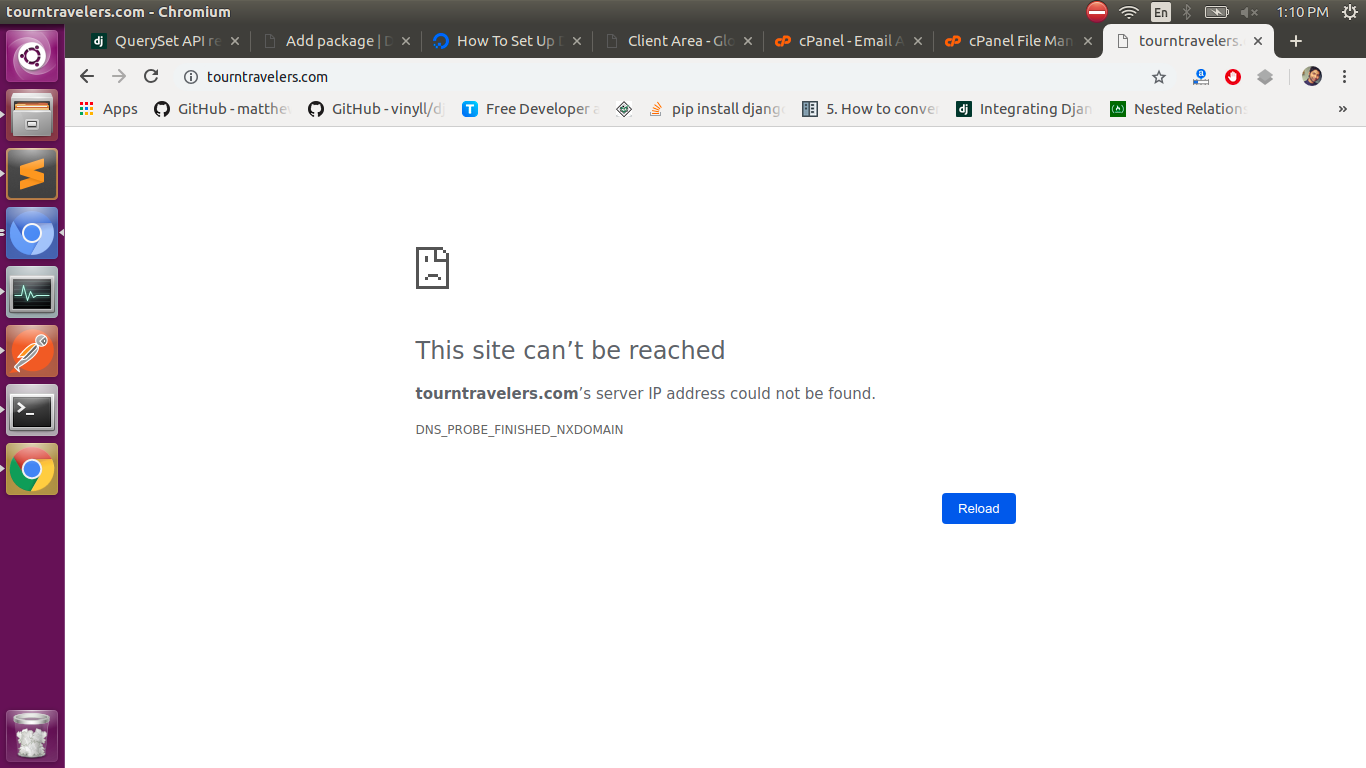 tourntravelers.com - Chromium
En
1:10 PM
QuerySet API re
Add package | D
How To Set Up D
Client Area - Glo
cPanel - Email A
cPanel File Man
tourntravelers.
tourntravelers.com
Apps
GitHub - matthew
GitHub - vinyll/dj
Free Developer a
pip install djang
5. How to conver
Integrating Djan
Nested Relations
»
This site can’t be reached
tourntravelers.com’s server IP address could not be found.
DNS_PROBE_FINISHED_NXDOMAIN
Reload